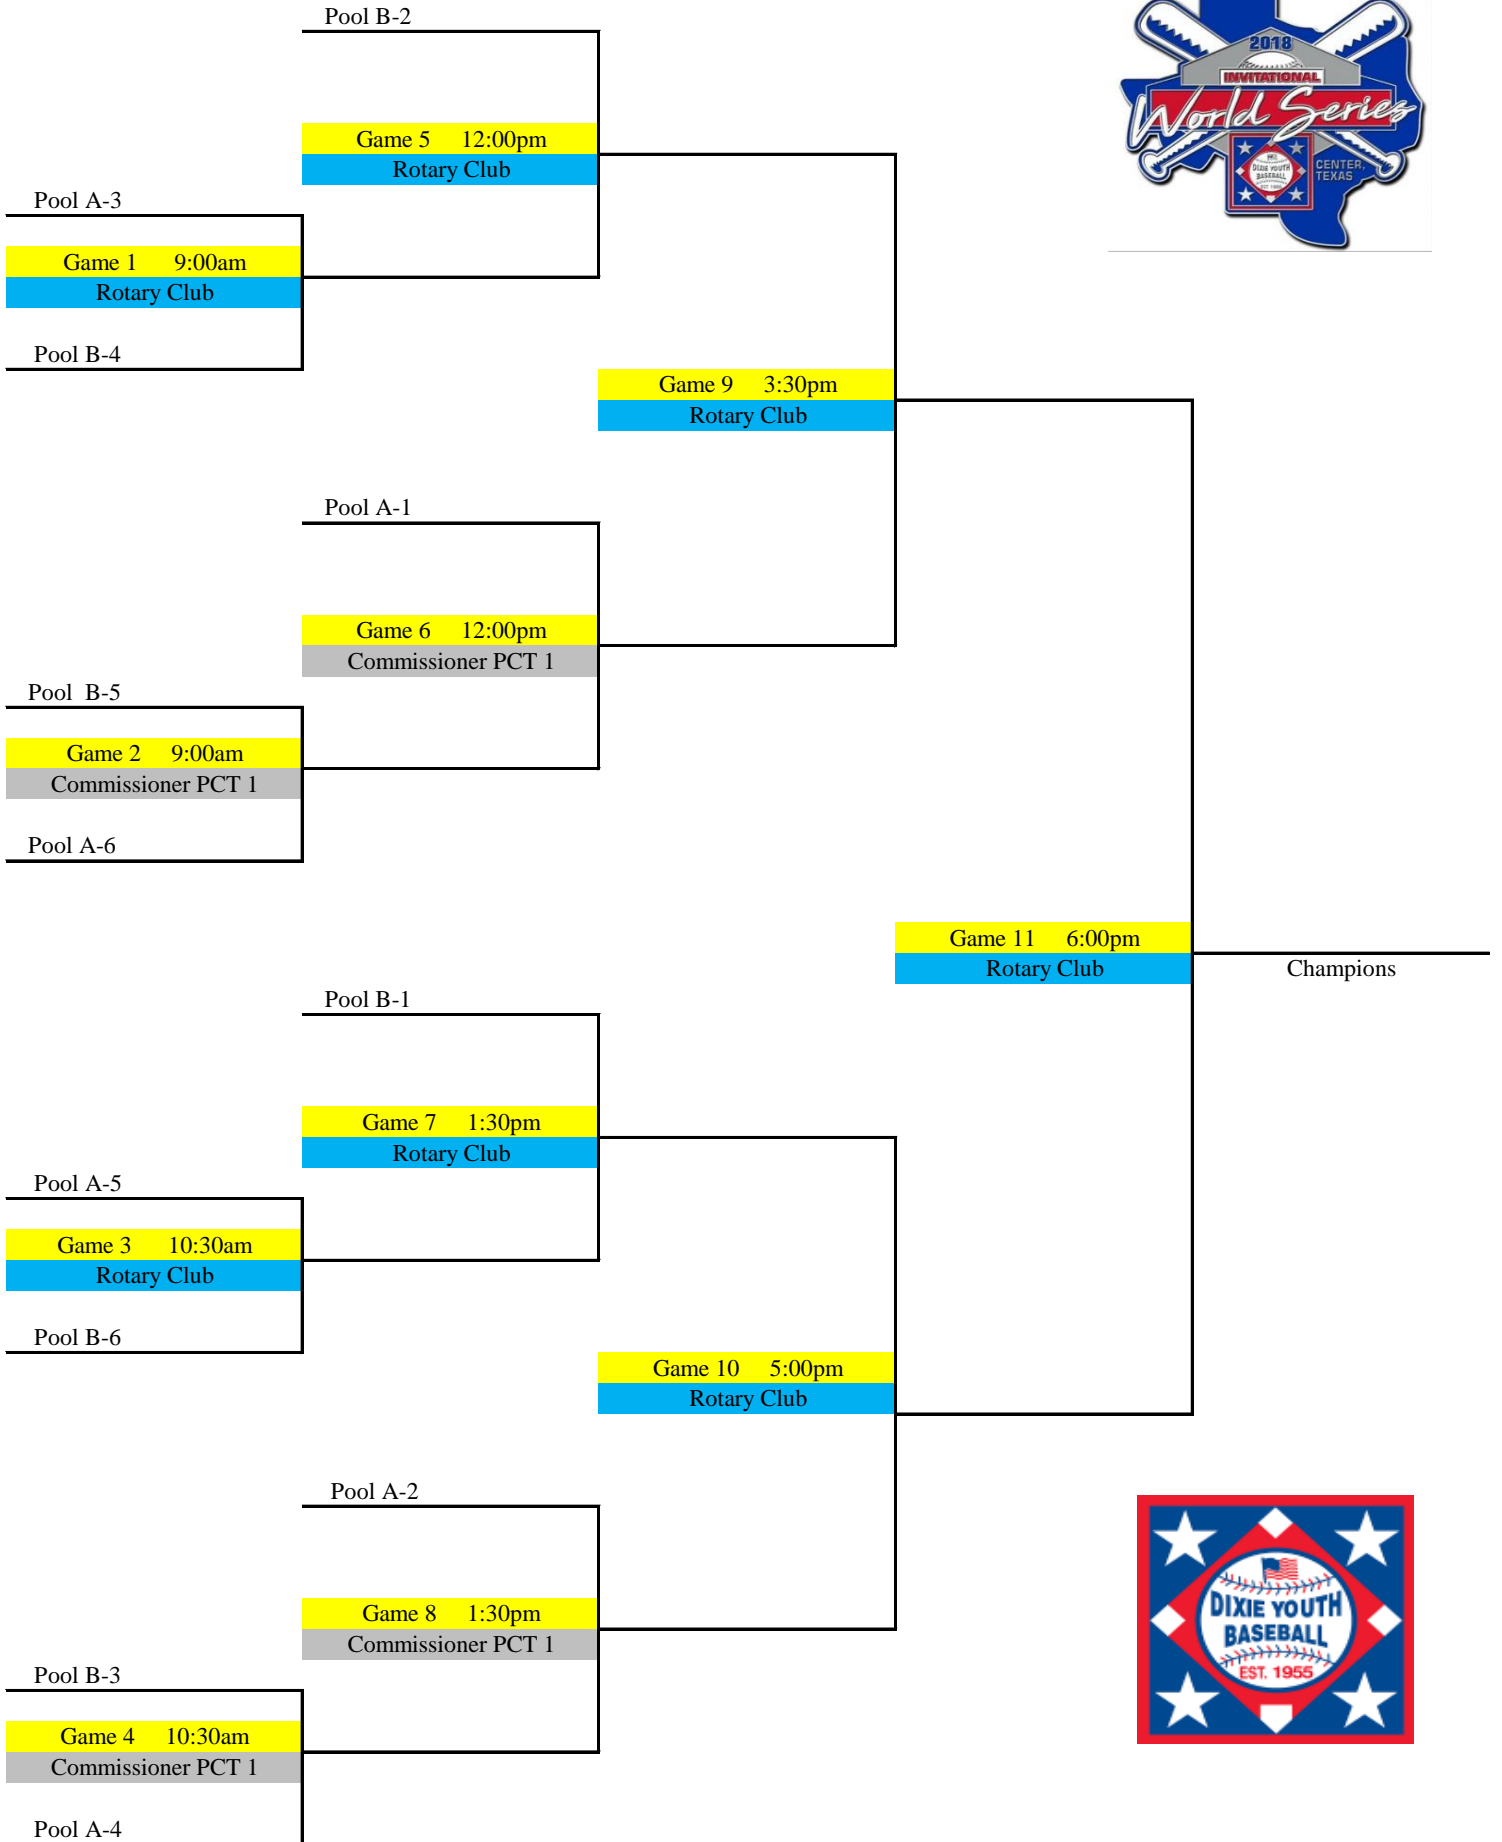 Pool B-2
2018
INVITATIONAL
World Series
DIXIE YOUTH
BASEBALL
CENTER,
TEXAS
Game 5 12:00pm
Rotary Club
Pool A-3
Game 1 9:00am
Rotary Club
Pool B-4
Game 9 3:30pm
Rotary Club
Pool A-1
Game 6 12:00pm
Commissioner PCT 1
Pool B-5
Game 2 9:00am
Commissioner PCT 1
Pool A-6
Game 11 6:00pm
Rotary Club
Champions
Pool B-1
Game 7 1:30pm
Rotary Club
Pool A-5
Game 3 10:30am
Rotary Club
Pool B-6
Game 10 5:00pm
Rotary Club
Pool A-2
Game 8 1:30pm
Commissioner PCT 1
DIXIE YOUTH
BASEBALL
EST. 1955
Pool B-3
Game 4 10:30am
Commissioner PCT 1
Pool A-4